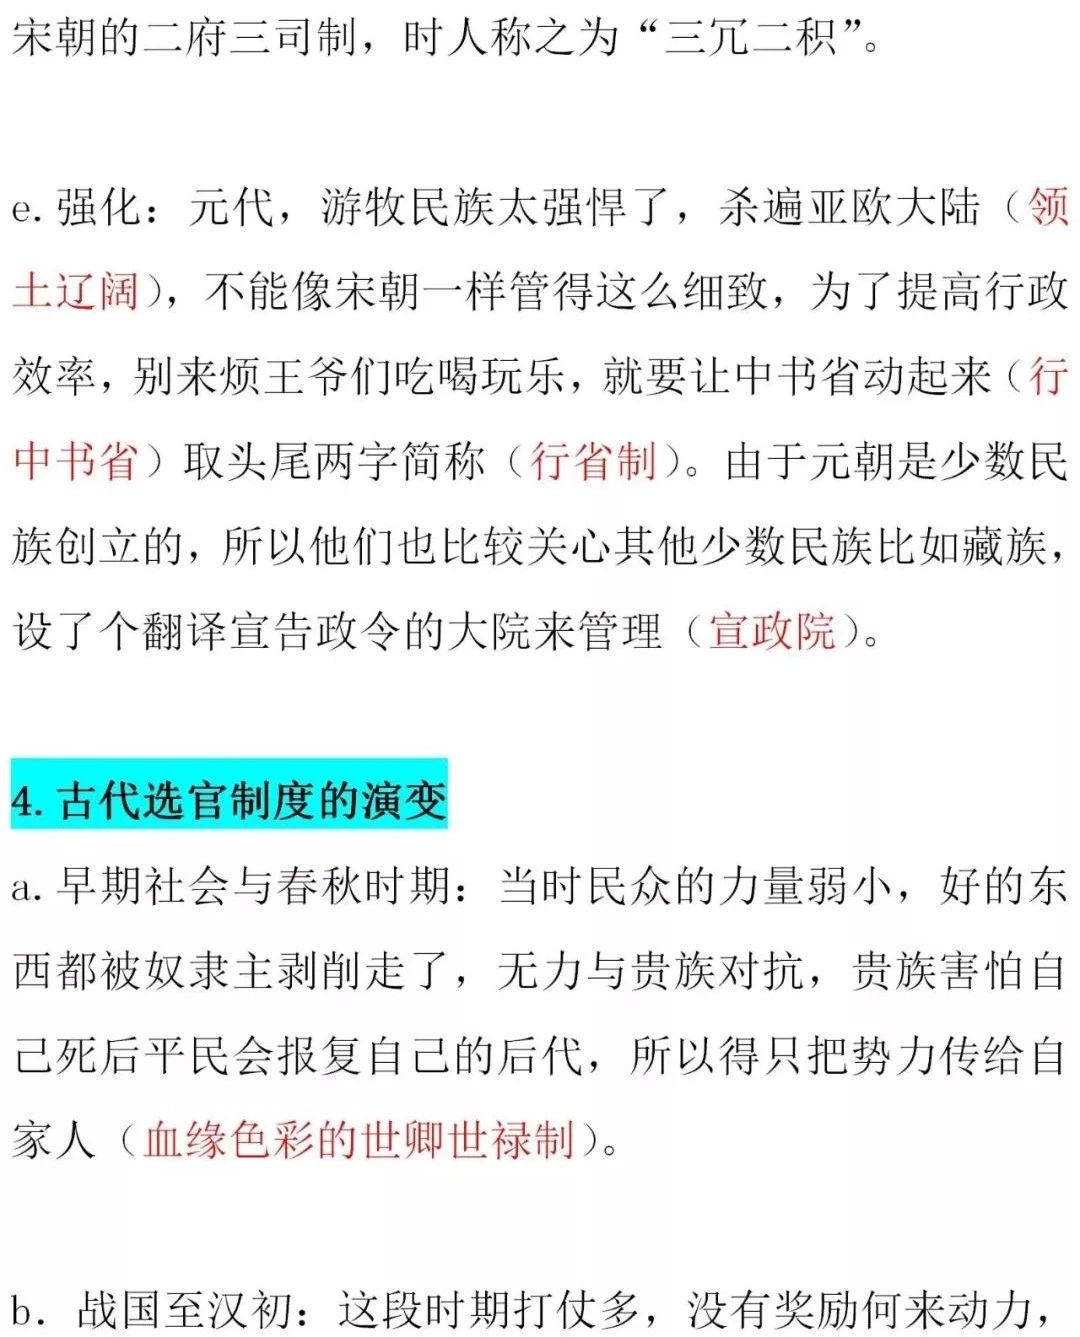 宋朝的二府三司制，时人称之为“三冗二积”。
e. 强化：元代，游牧民族太强悍了，杀遍亚欧大陆（领
土辽阔），不能像宋朝一样管得这么细致，为了提高行政
效率，别来烦王爷们吃喝玩乐，就要让中书省动起来（行
中书省）取头尾两字简称（行省制）。由于元朝是少数民
族创立的，所以他们也比较关心其他少数民族比如藏族，
设了个翻译宣告政令的大院来管理（宣政院）。
4. 古代选官制度的演变
a. 早期社会与春秋时期：当时民众的力量弱小，好的东
西都被奴隶主剥削走了，无力与贵族对抗，贵族害怕自
己死后平民会报复自己的后代，所以得只把势力传给自
家人（血缘色彩的世卿世禄制）。
b. 战国至汉初：这段时期打仗多，没有奖励何来动力，